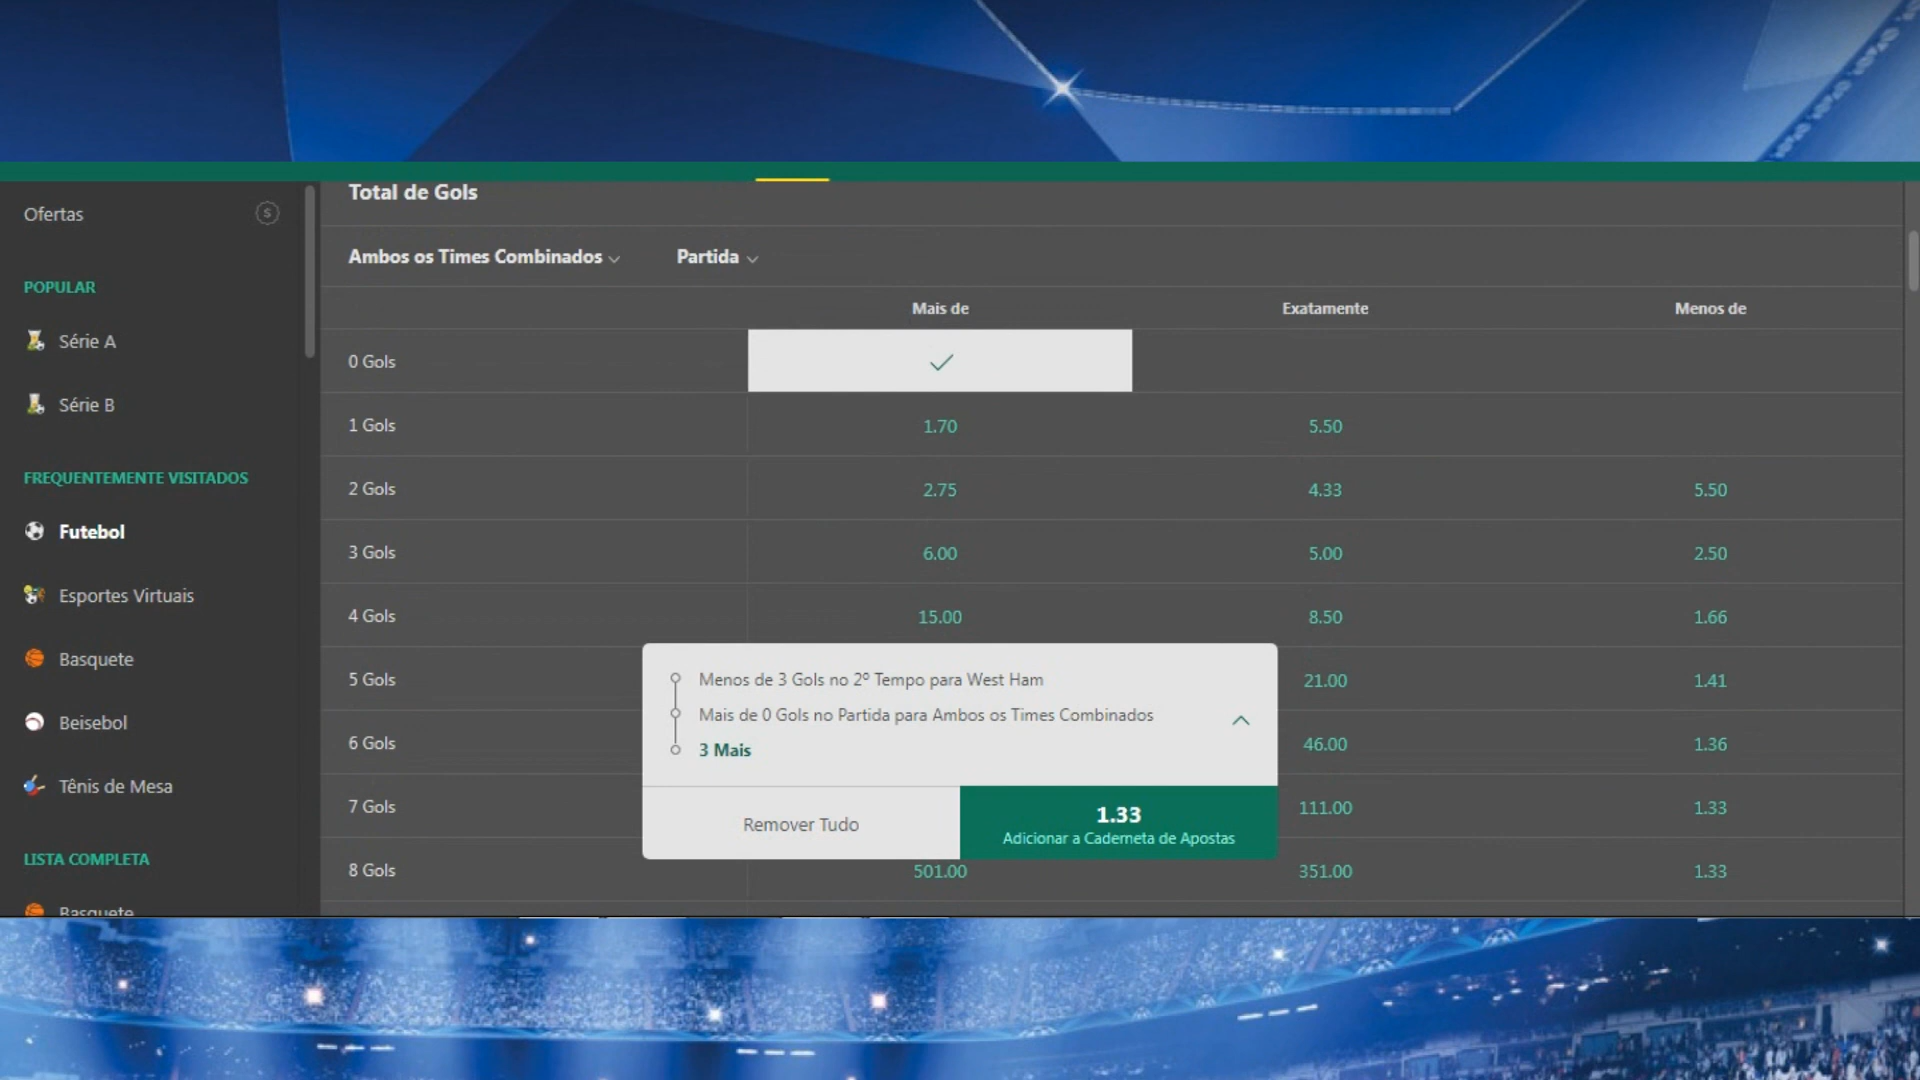 Total de Gols
Ofertas
Ambos os Times Combinados Partida
POPULAR
Mais de Exatamente Menos de
Série A
0 Gols
Série B
1 Gols 1.70 5.50
FREQUENTEMENTE VISITADOS
2 Gols 2.75 4.33 5.50
Futebol
3 Gols 6.00 5.00 2.50
Esportes Virtuais
4 Gols 15.00 8.50 1.66
Basquete
5 Gols 21.00 1.41
Menos de 3 Gols no 2º Tempo para West Ham
Mais de 0 Gols no Partida para Ambos os Times Combinados
3 Mais
Beisebol
6 Gols 46.00 1.36
Tênis de Mesa
7 Gols 111.00 1.33
Remover Tudo
1.33
Adicionar a Caderneta de Apostas
LISTA COMPLETA
8 Gols 501.00 351.00 1.33
Basquete